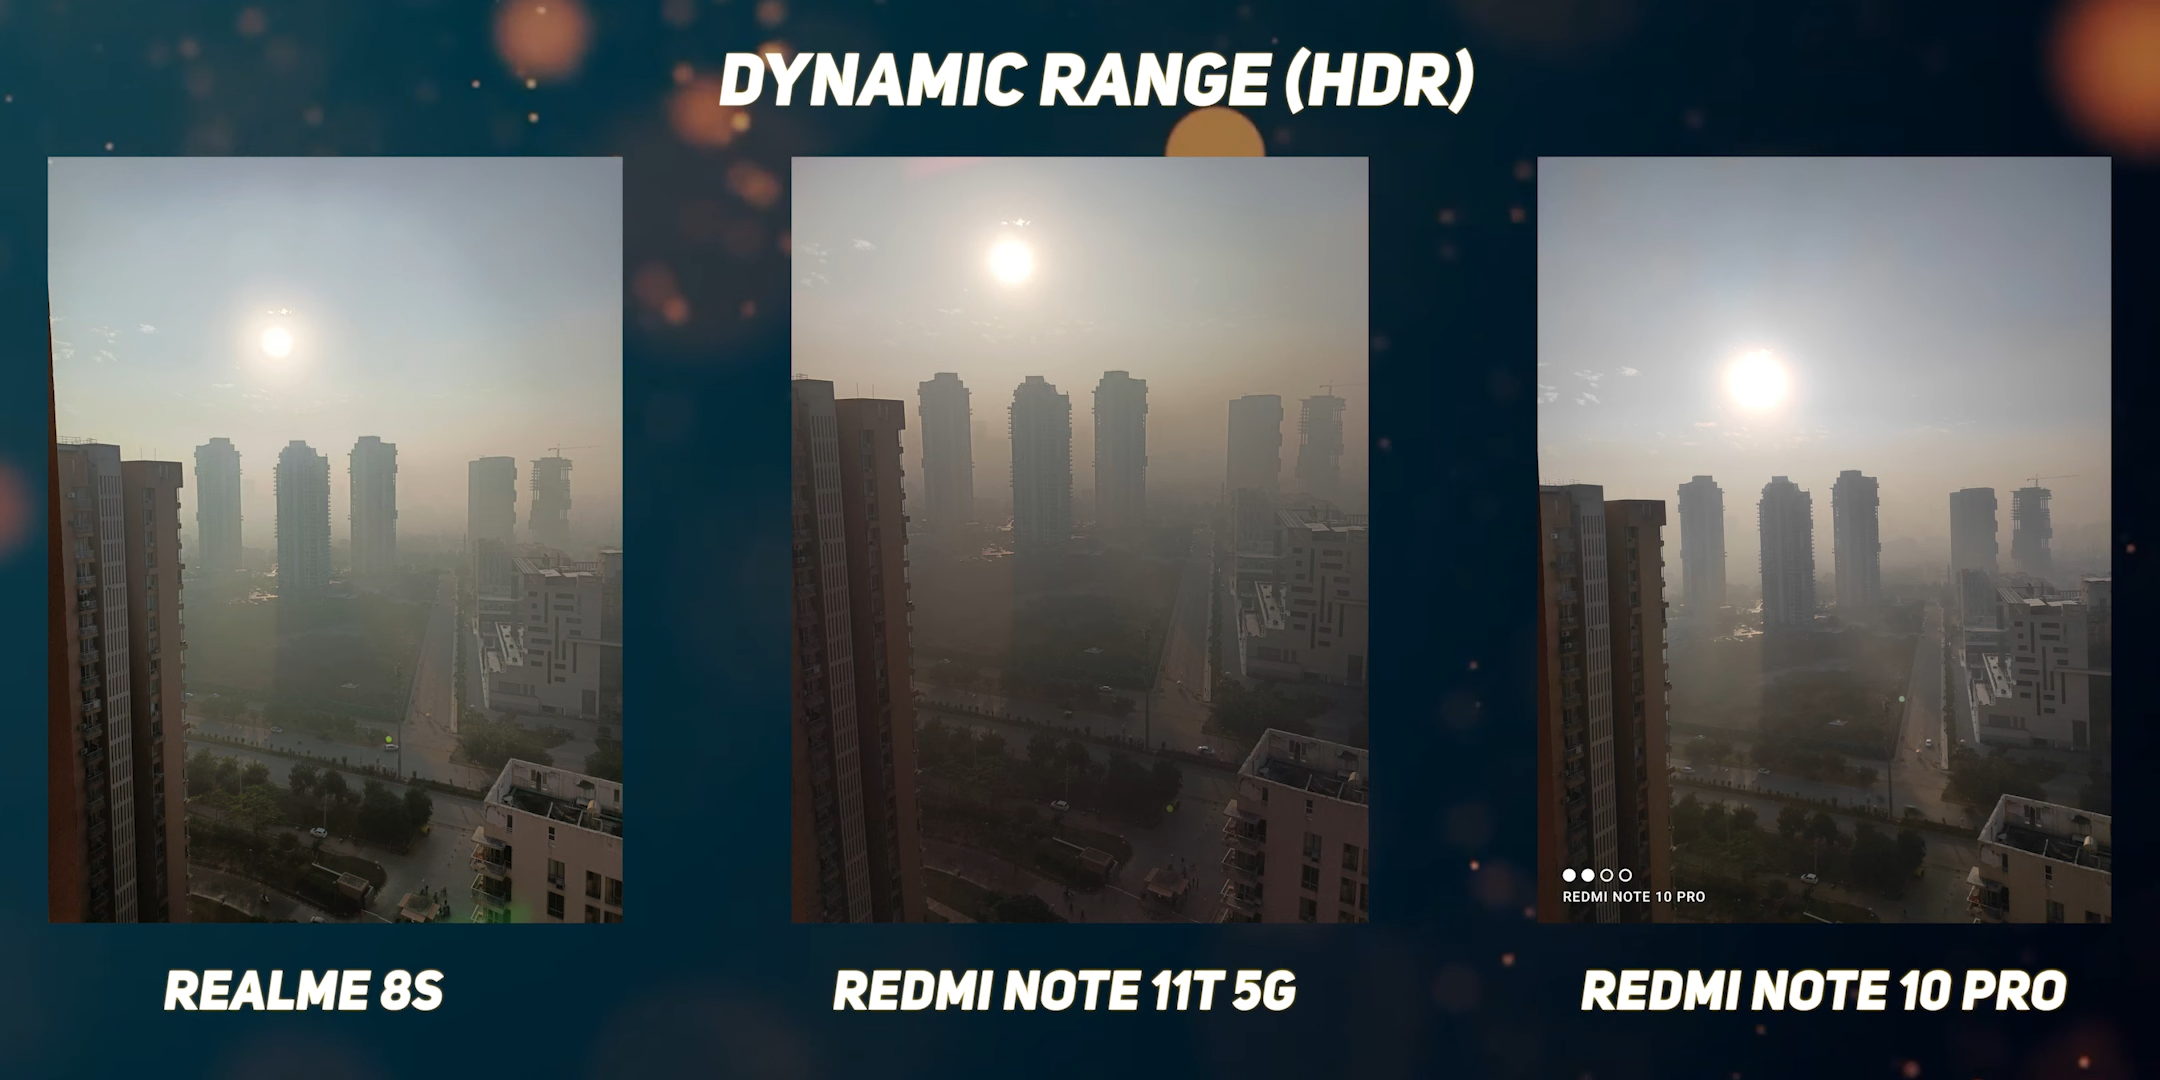 DYNAMIC RANGE (HDR)
REDMI NOTE 10 PRO
REALME 8S
REDMI NOTE 11T 5G
REDMI NOTE 10 PRO